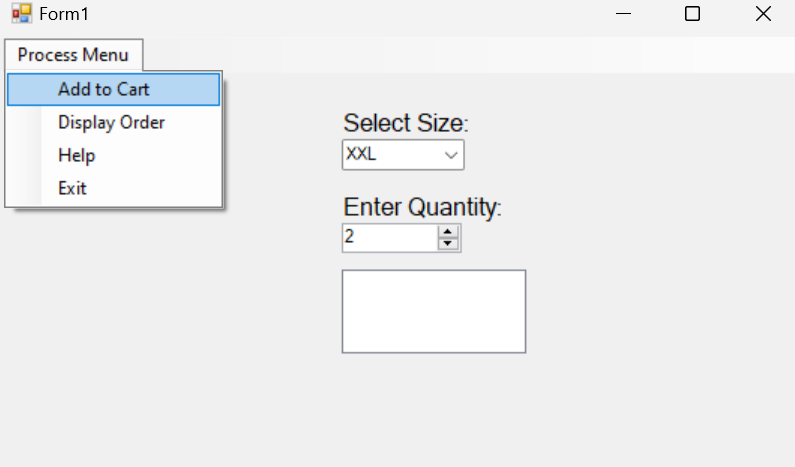 Form1
Process Menu
Add to Cart
Display Order
Help
Exit
Select Size:
XXL
Enter Quantity:
2